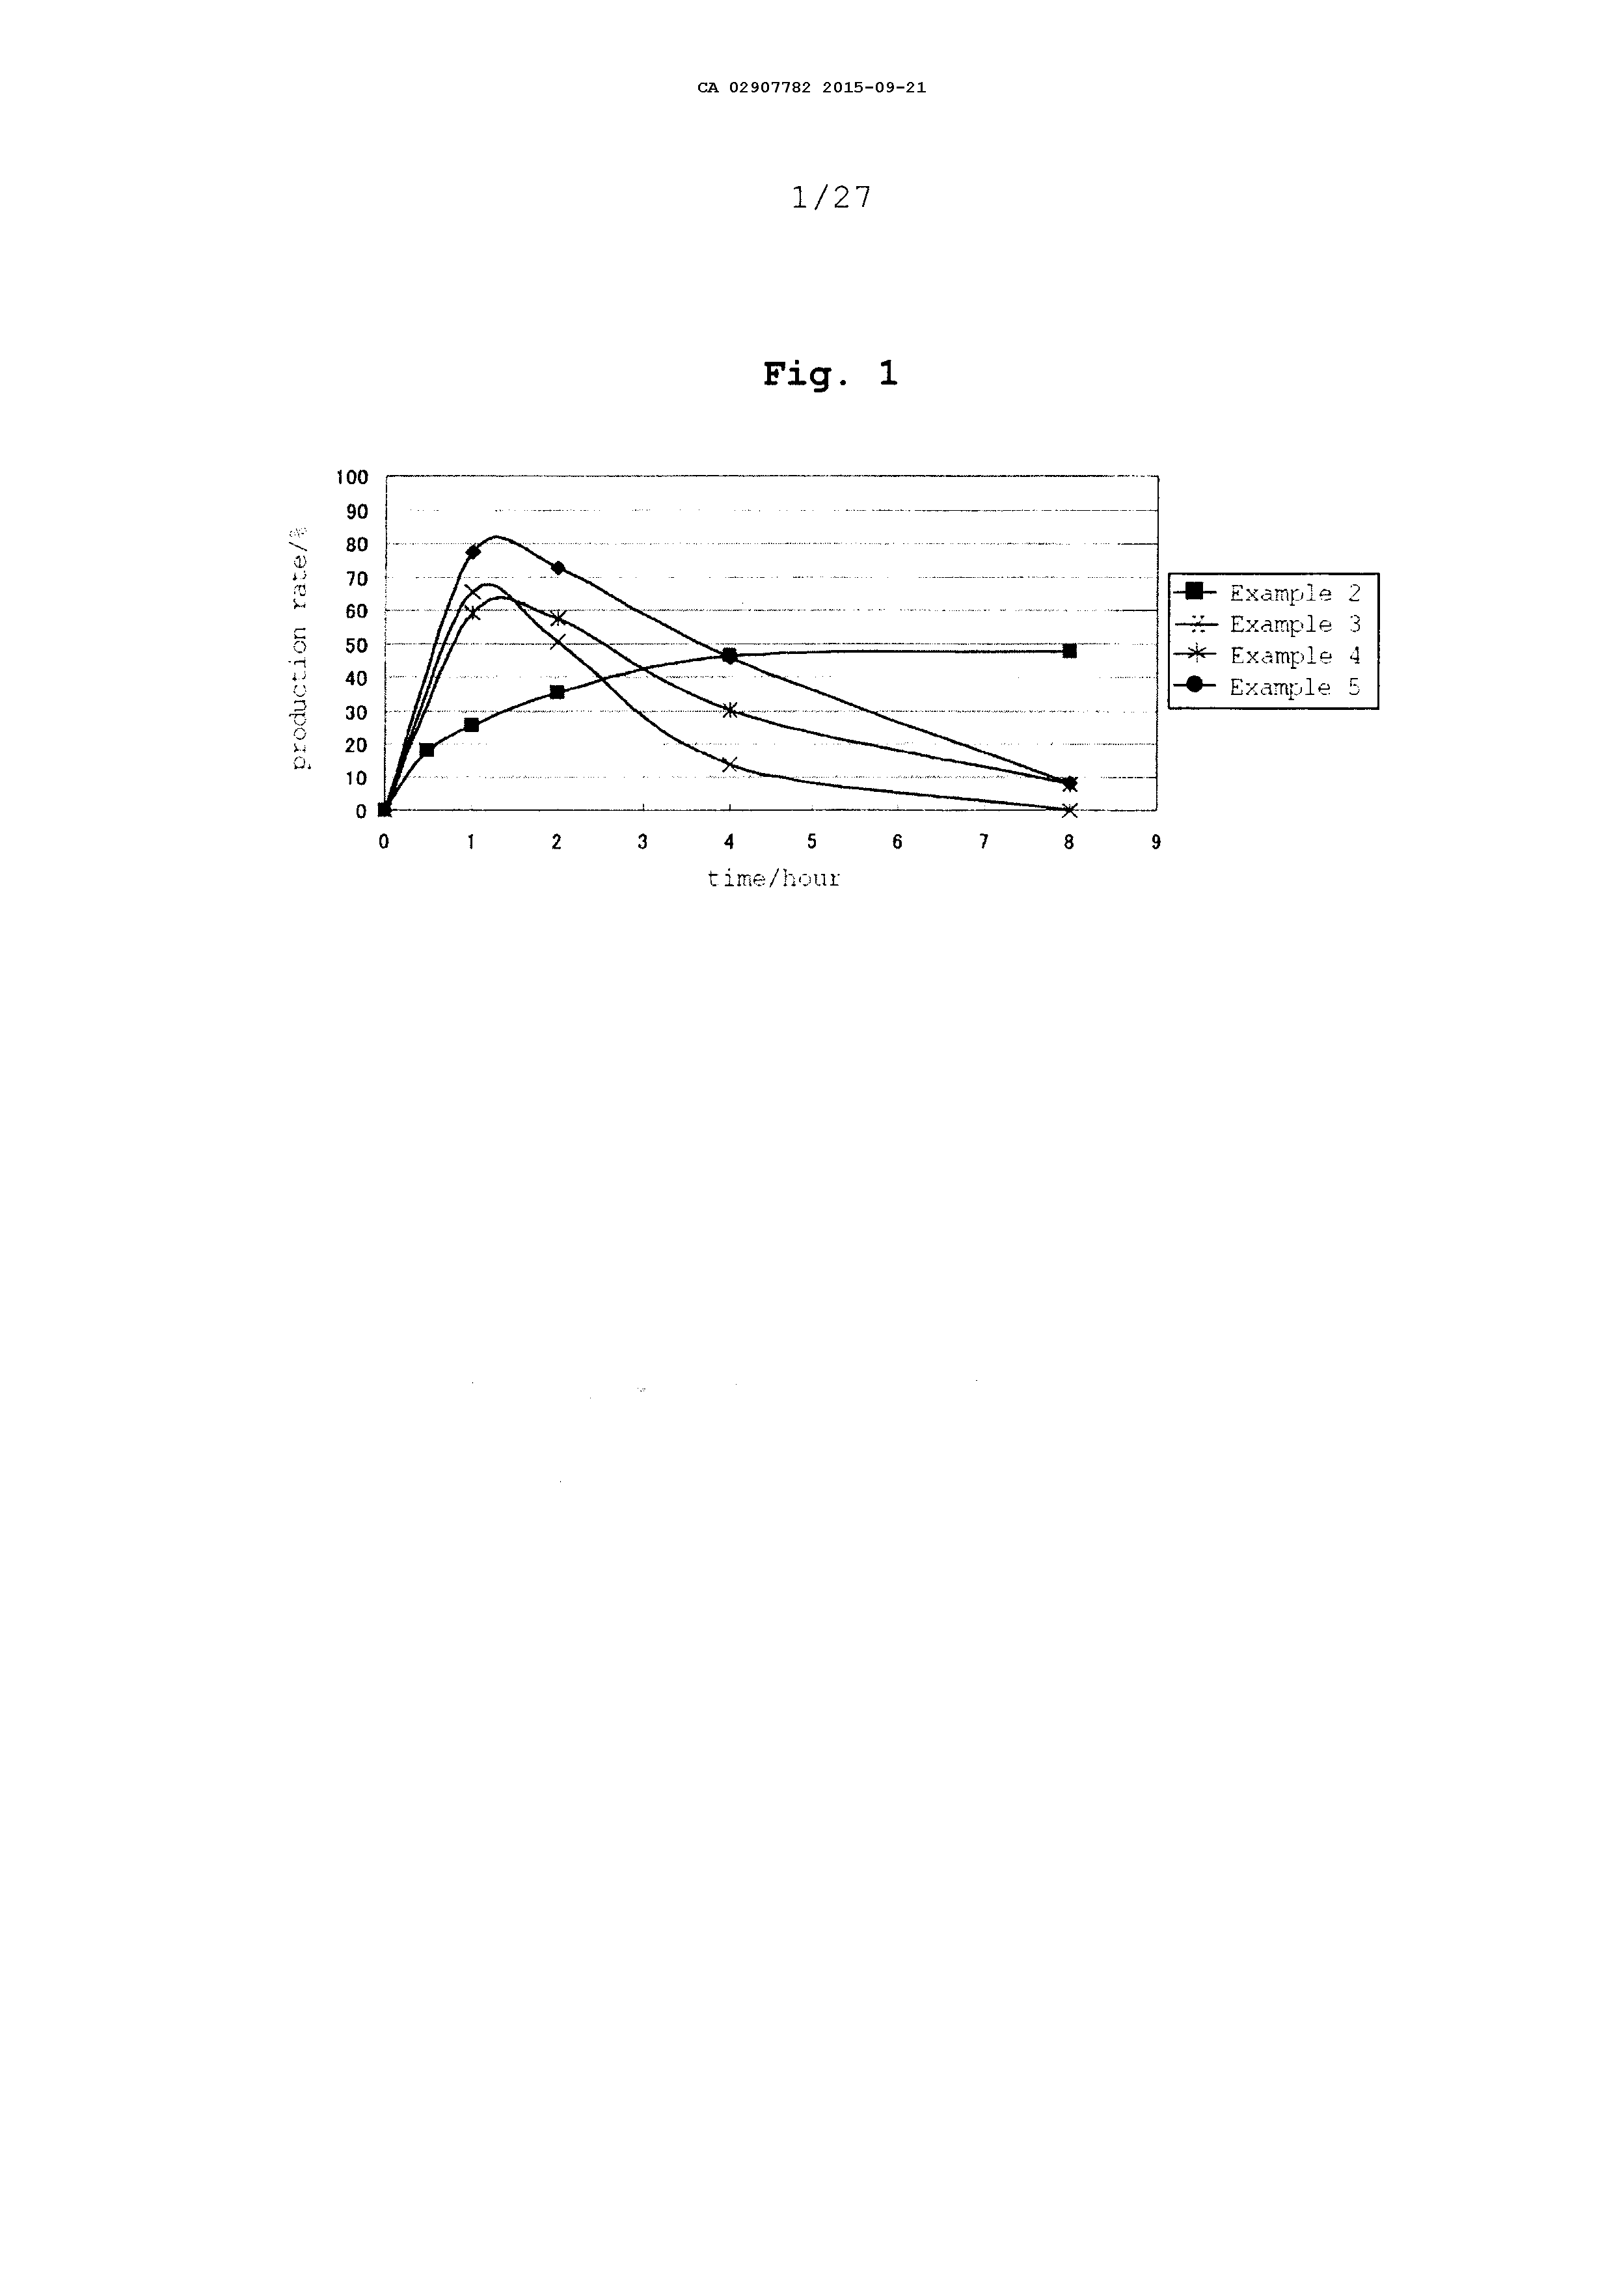 CA 02907782 2015-09-21
1/27
Fig. 1
production rate/%
100
90
80
70
60
50
40
30
20
10
0
0 1 2 3 4 5 6 7 8 9
time/hour
Example 2
Example 3
Example 4
Example 5